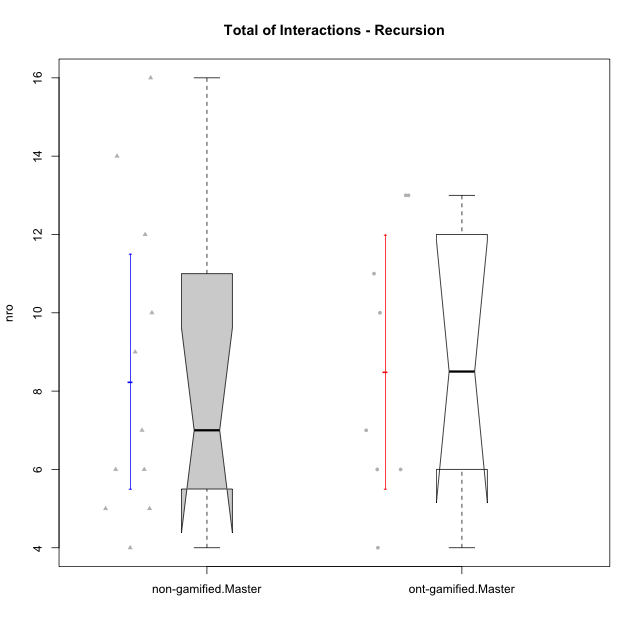 Total of Interactions - Recursion
16
14
12
10
8
6
4
nro
non-gamified.Master
ont-gamified.Master